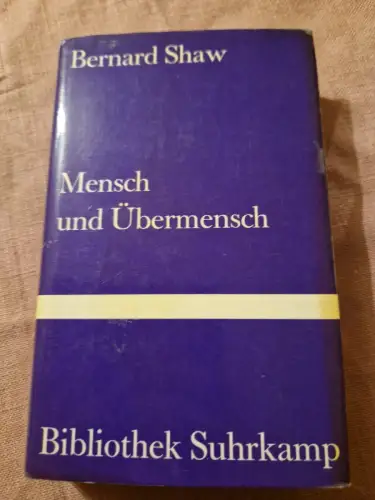 Bernard Shaw
Mensch
und Übermensch
Bibliothek Suhrkamp